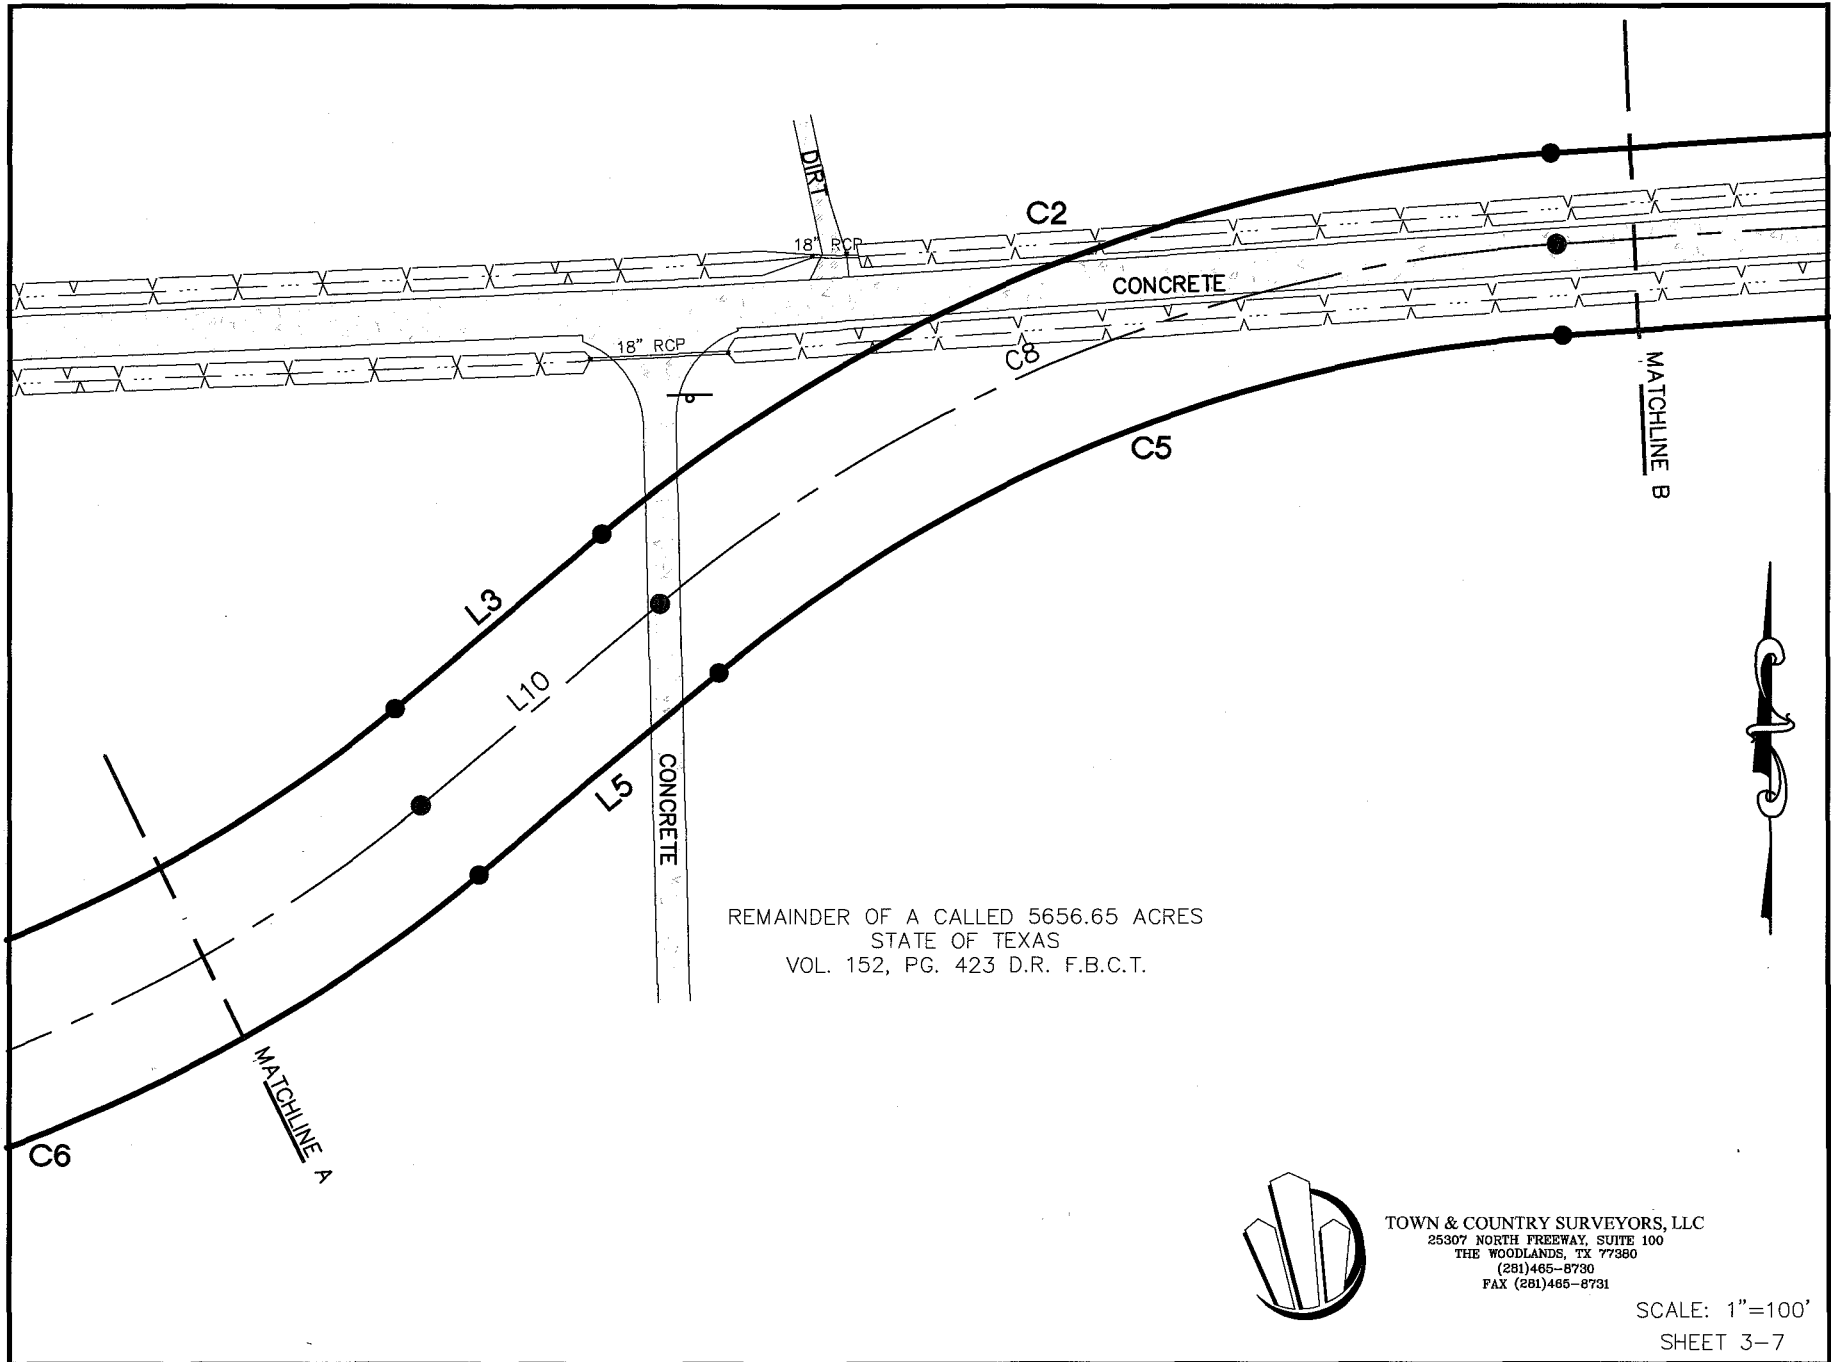 DIRT
C2
18" RCP
CONCRETE
18" RCP
C8
MATCHLINE B
C5
L3
L10
L5
CONCRETE
REMAINDER OF A CALLED 5656.65 ACRES
STATE OF TEXAS
VOL. 152, PG. 423 D.R. F.B.C.T.
MATCHLINE A
C6
TOWN & COUNTRY SURVEYORS, LLC
25307 NORTH FREEWAY, SUITE 100
THE WOODLANDS, TX 77380
(281)465-8730
FAX (281)465-8731
SCALE: 1"=100'
SHEET 3-7